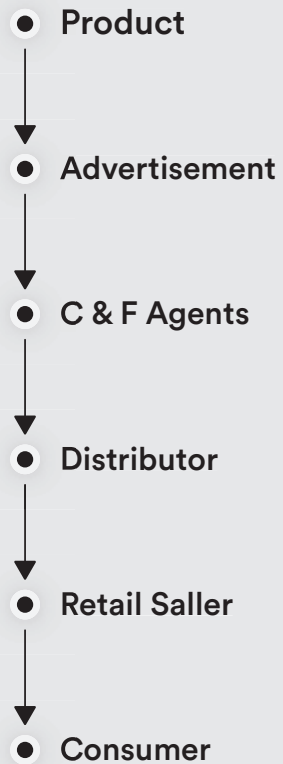 Product
Advertisement
C & F Agents
Distributor
Retail Saller
Consumer